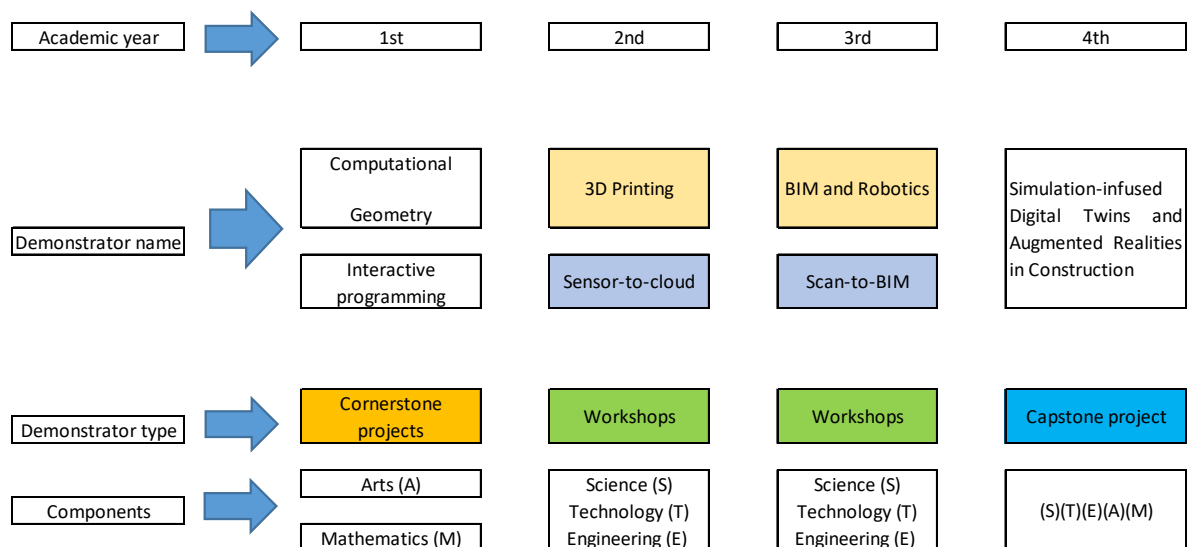 Academic year
1st
2nd
3rd
4th
Demonstrator name
Computational
Geometry
Interactive
programming
3D Printing
Sensor-to-cloud
BIM and Robotics
Scan-to-BIM
Simulation-infused
Digital Twins and
Augmented Realities
in Construction
Demonstrator type
Cornerstone
projects
Workshops
Workshops
Capstone project
Components
Arts (A)
Mathematics (M)
Science (S)
Technology (T)
Engineering (E)
Science (S)
Technology (T)
Engineering (E)
(S)(T)(E)(A)(M)